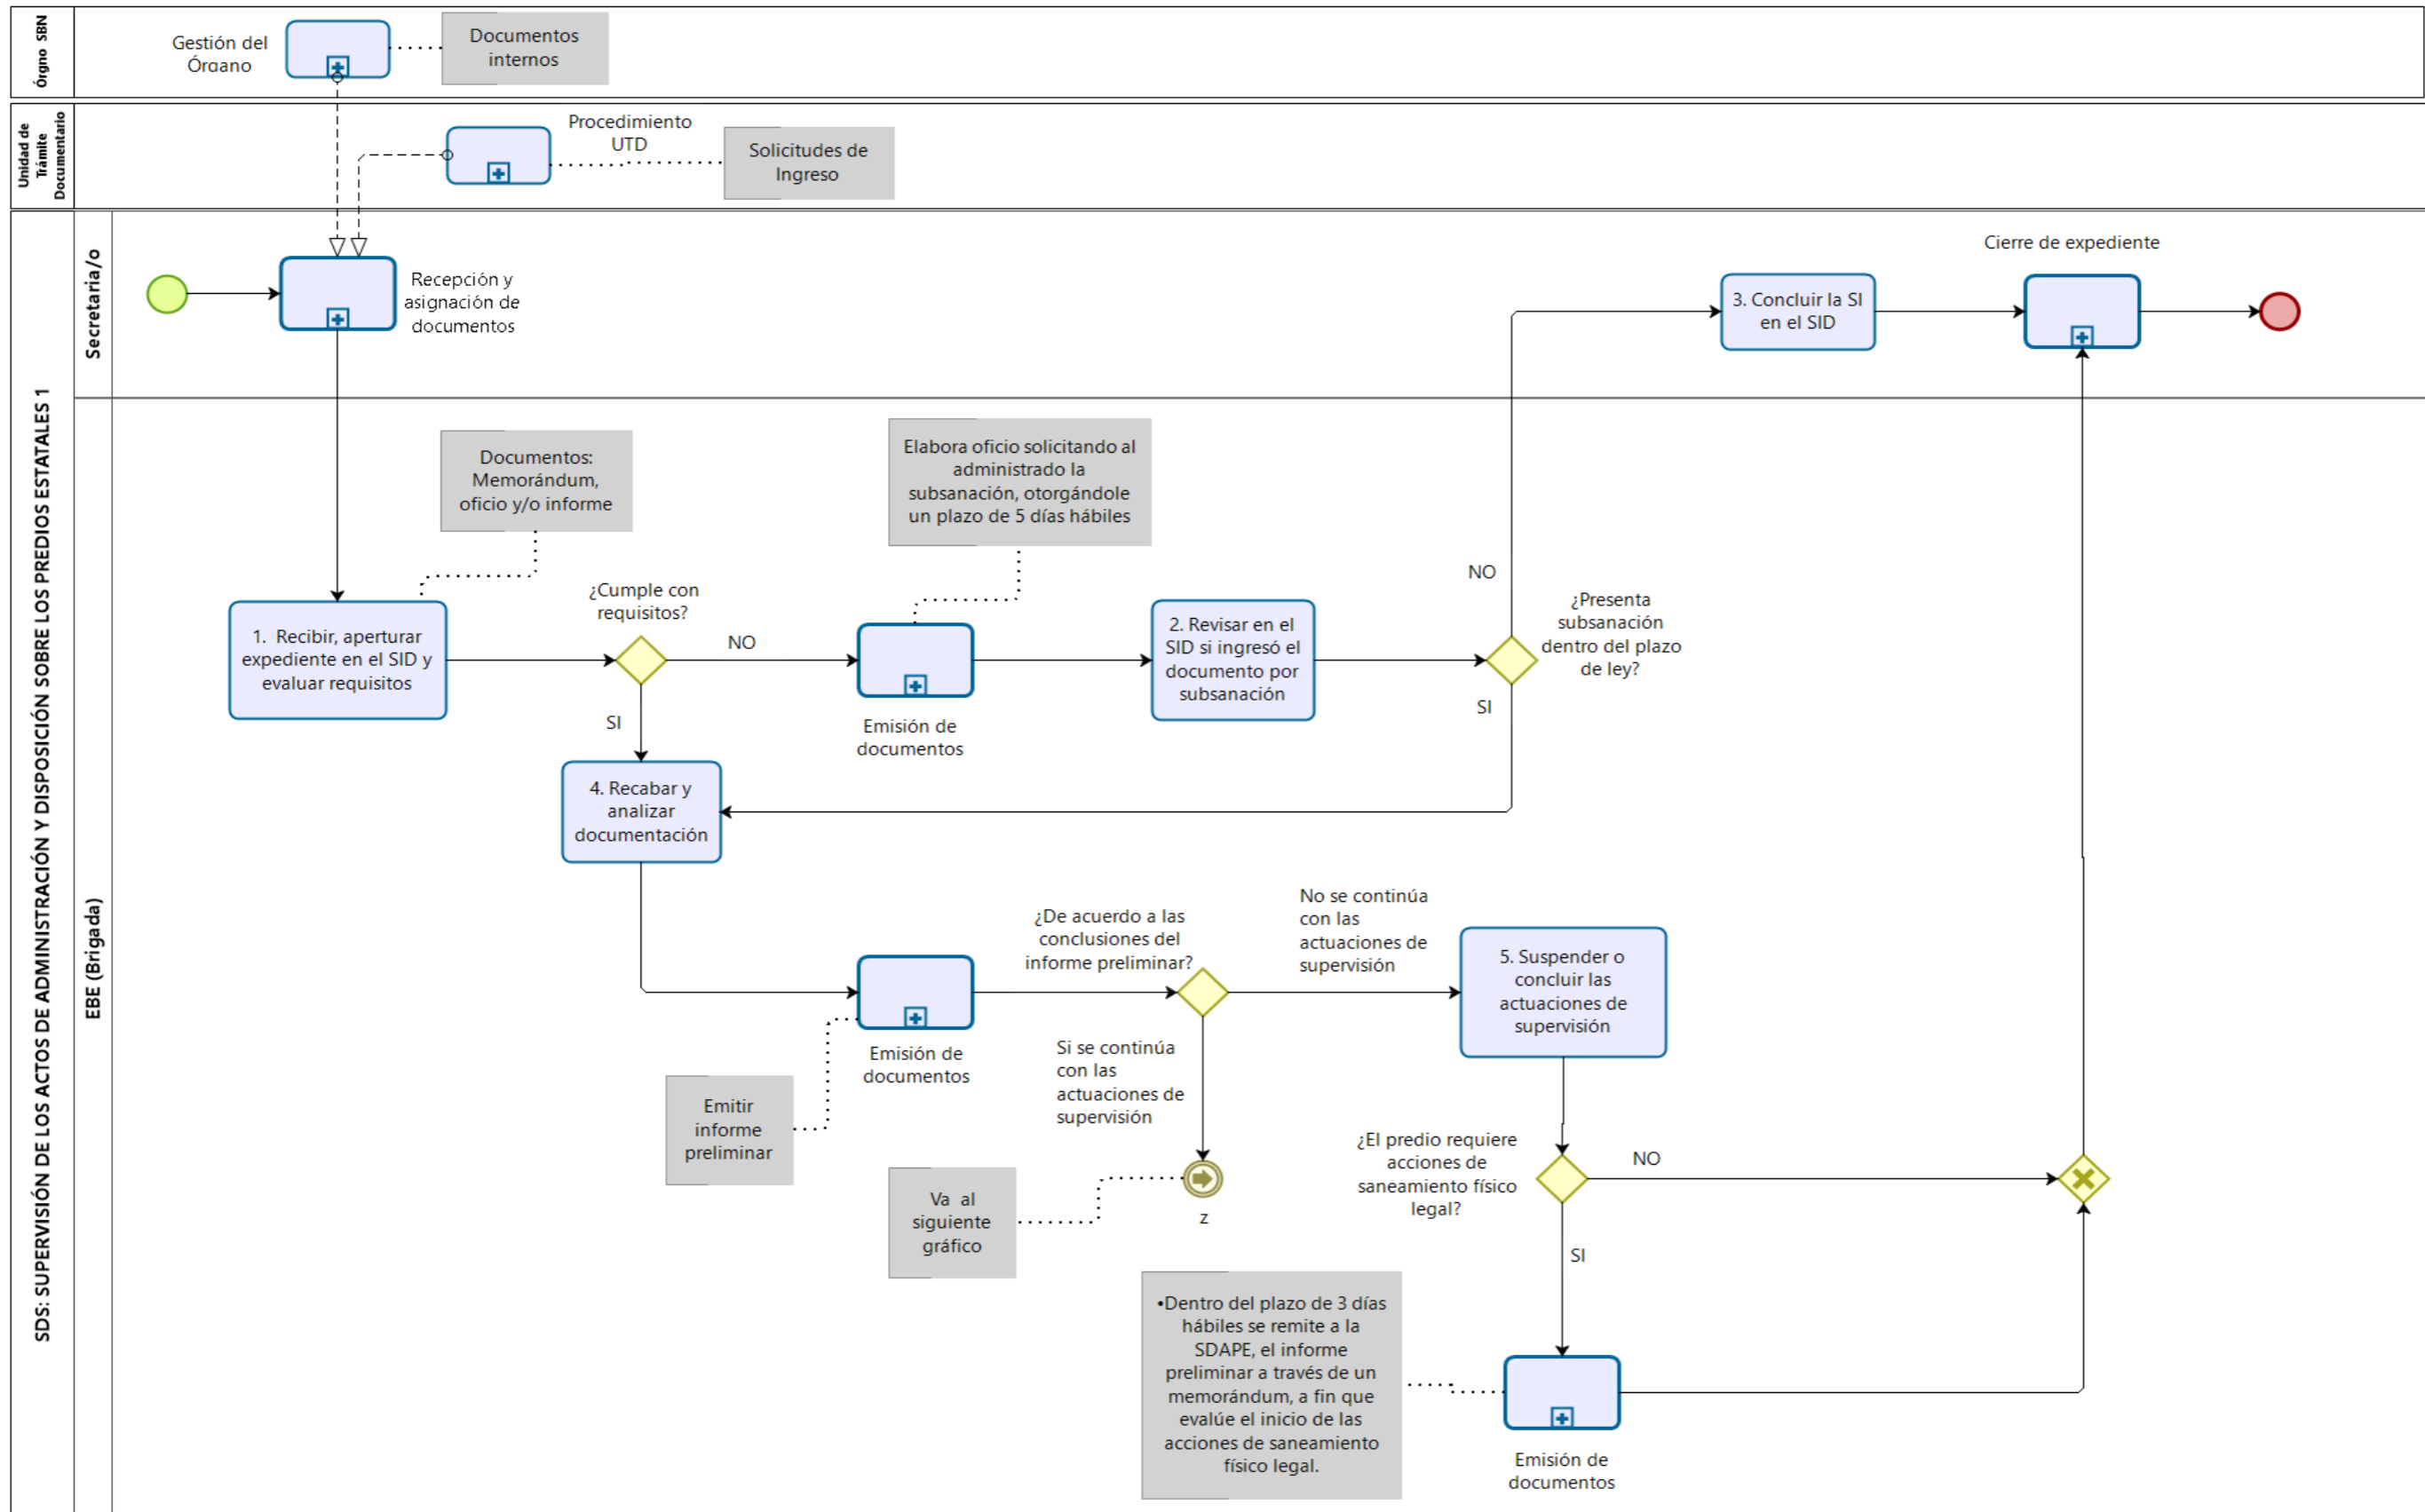 Órgno SBN
Gestión del
Órgano
Documentos
internos
Unidad de
Trámite
Documentario
Procedimiento
UTD
Solicitudes de
Ingreso
SDS: SUPERVISIÓN DE LOS ACTOS DE ADMINISTRACIÓN Y DISPOSICIÓN SOBRE LOS PREDIOS ESTATALES 1
Secretaria/o
Recepción y
asignación de
documentos
3. Concluir la SI
en el SID
Cierre de expediente
EBE (Brigada)
Documentos:
Memorándum,
oficio y/o informe
Elabora oficio solicitando al
administrado la
subsanación, otorgándole
un plazo de 5 días hábiles
1. Recibir, aperturar
expediente en el SID y
evaluar requisitos
¿Cumple con
requisitos?
NO
SI
Emisión de
documentos
2. Revisar en el
SID si ingresó el
documento por
subsanación
NO
¿Presenta
subsanación
dentro del plazo
de ley?
SI
4. Recabar y
analizar
documentación
Emisión de
documentos
Emitir
informe
preliminar
¿De acuerdo a las
conclusiones del
informe preliminar?
No se continúa
con las
actuaciones de
supervisión
Si se continúa
con las
actuaciones de
supervisión
5. Suspender o
concluir las
actuaciones de
supervisión
Va al
siguiente
gráfico
z
¿El predio requiere
acciones de
saneamiento físico
legal?
NO
SI
•Dentro del plazo de 3 días
hábiles se remite a la
SDAPE, el informe
preliminar a través de un
memorándum, a fin que
evalúe el inicio de las
acciones de saneamiento
físico legal.
Emisión de
documentos